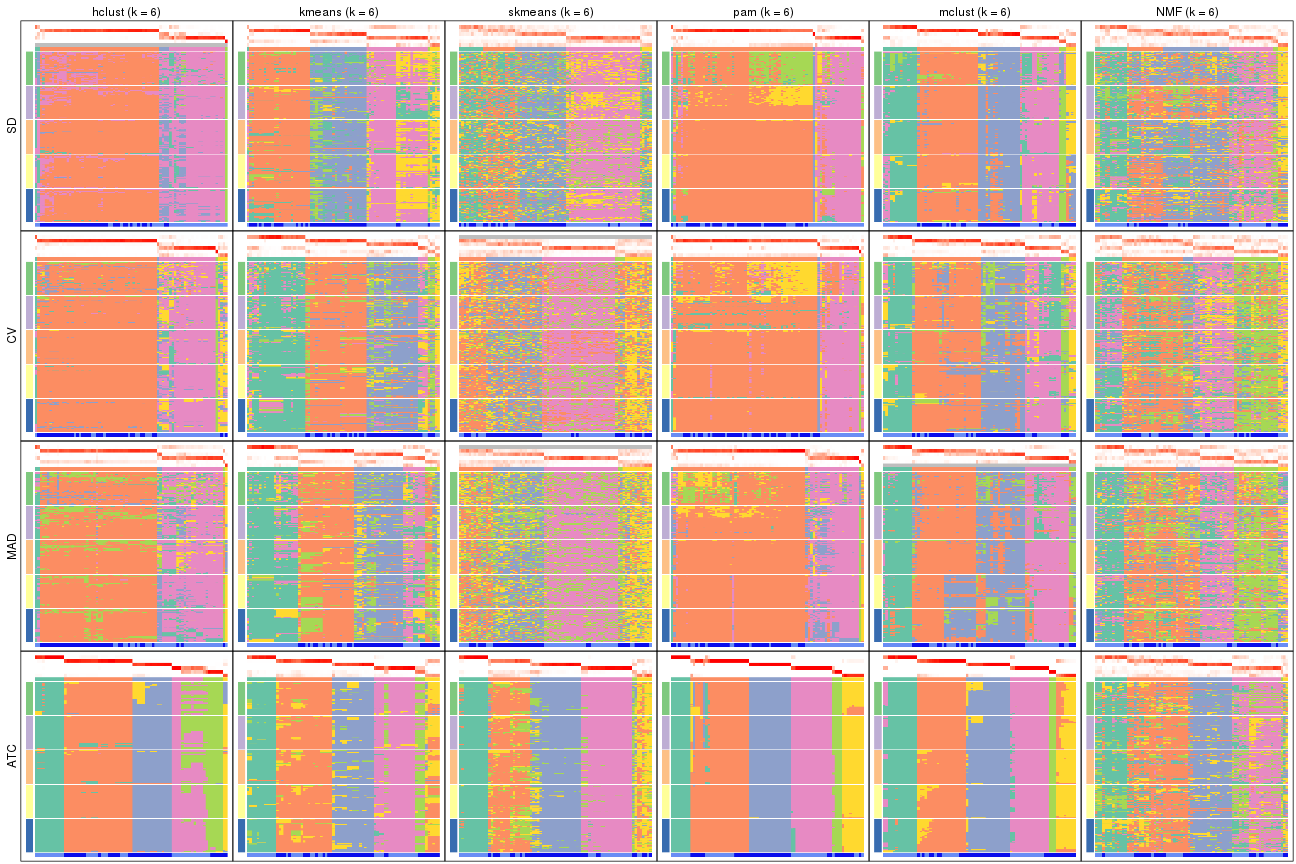 hclust (k = 6)
kmeans (k = 6)
skmeans (k = 6)
pam (k = 6)
mclust (k = 6)
NMF (k = 6)
SD
CV
MAD
ATC